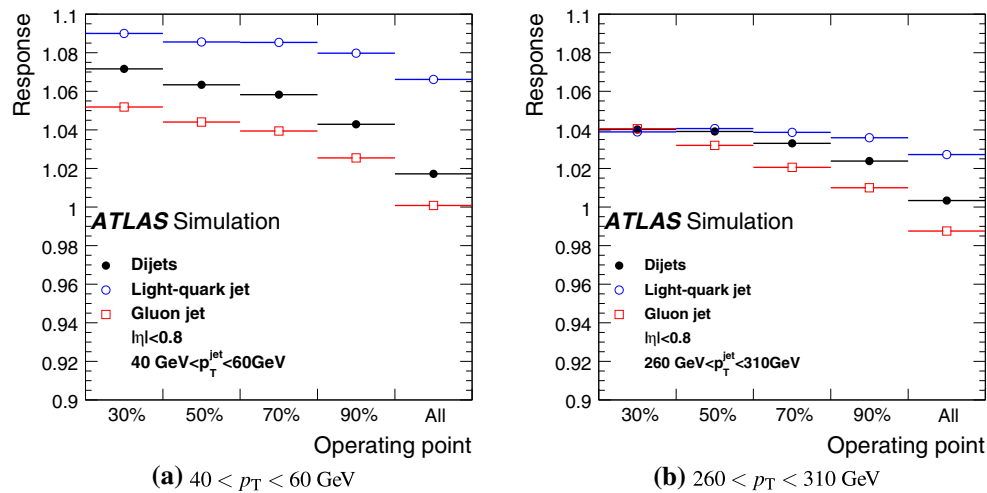 Response
1.1
1.08
1.06
1.04
1.02
1
0.98
0.96
0.94
0.92
0.9
ATLAS Simulation
Dijets
Light-quark jet
Gluon jet
|η|<0.8
40 GeV<p_T^jet<60GeV
30% 50% 70% 90% All
Operating point
(a) 40 < p_T < 60 GeV
Response
1.1
1.08
1.06
1.04
1.02
1
0.98
0.96
0.94
0.92
0.9
ATLAS Simulation
Dijets
Light-quark jet
Gluon jet
|η|<0.8
260 GeV<p_T^jet<310GeV
30% 50% 70% 90% All
Operating point
(b) 260 < p_T < 310 GeV